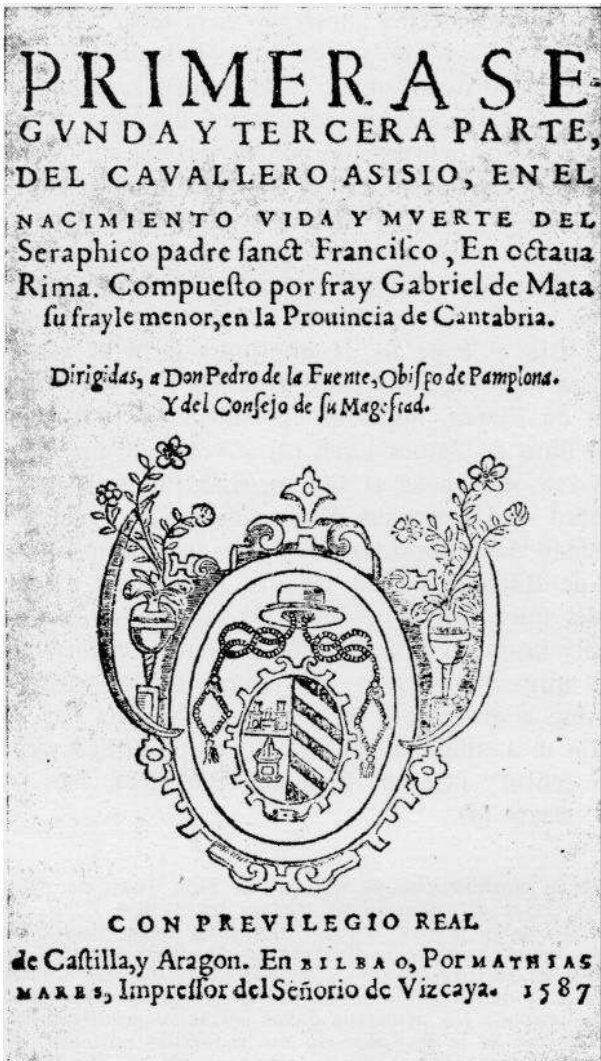 PRIMERA SE-
GVNDA Y TERCERA PARTE,
DEL CAVALLERO ASISIO, EN EL
NACIMIENTO VIDA Y MVERTE DEL
Seraphico padre ſanct Franciſco, En octaua
Rima. Compueſto por fray Gabriel de Mata
ſu frayle menor, en la Prouincia de Cantabria.
Dirigidas, a Don Pedro de la Fuente, Obiſpo de Pamplona.
Y del Conſejo de ſu Mageſtad.
CON PREVILEGIO REAL
de Caſtilla, y Aragon. En BILBAO, Por MATHIAS
MARES, Impreſſor del Señorio de Vizcaya. 1587